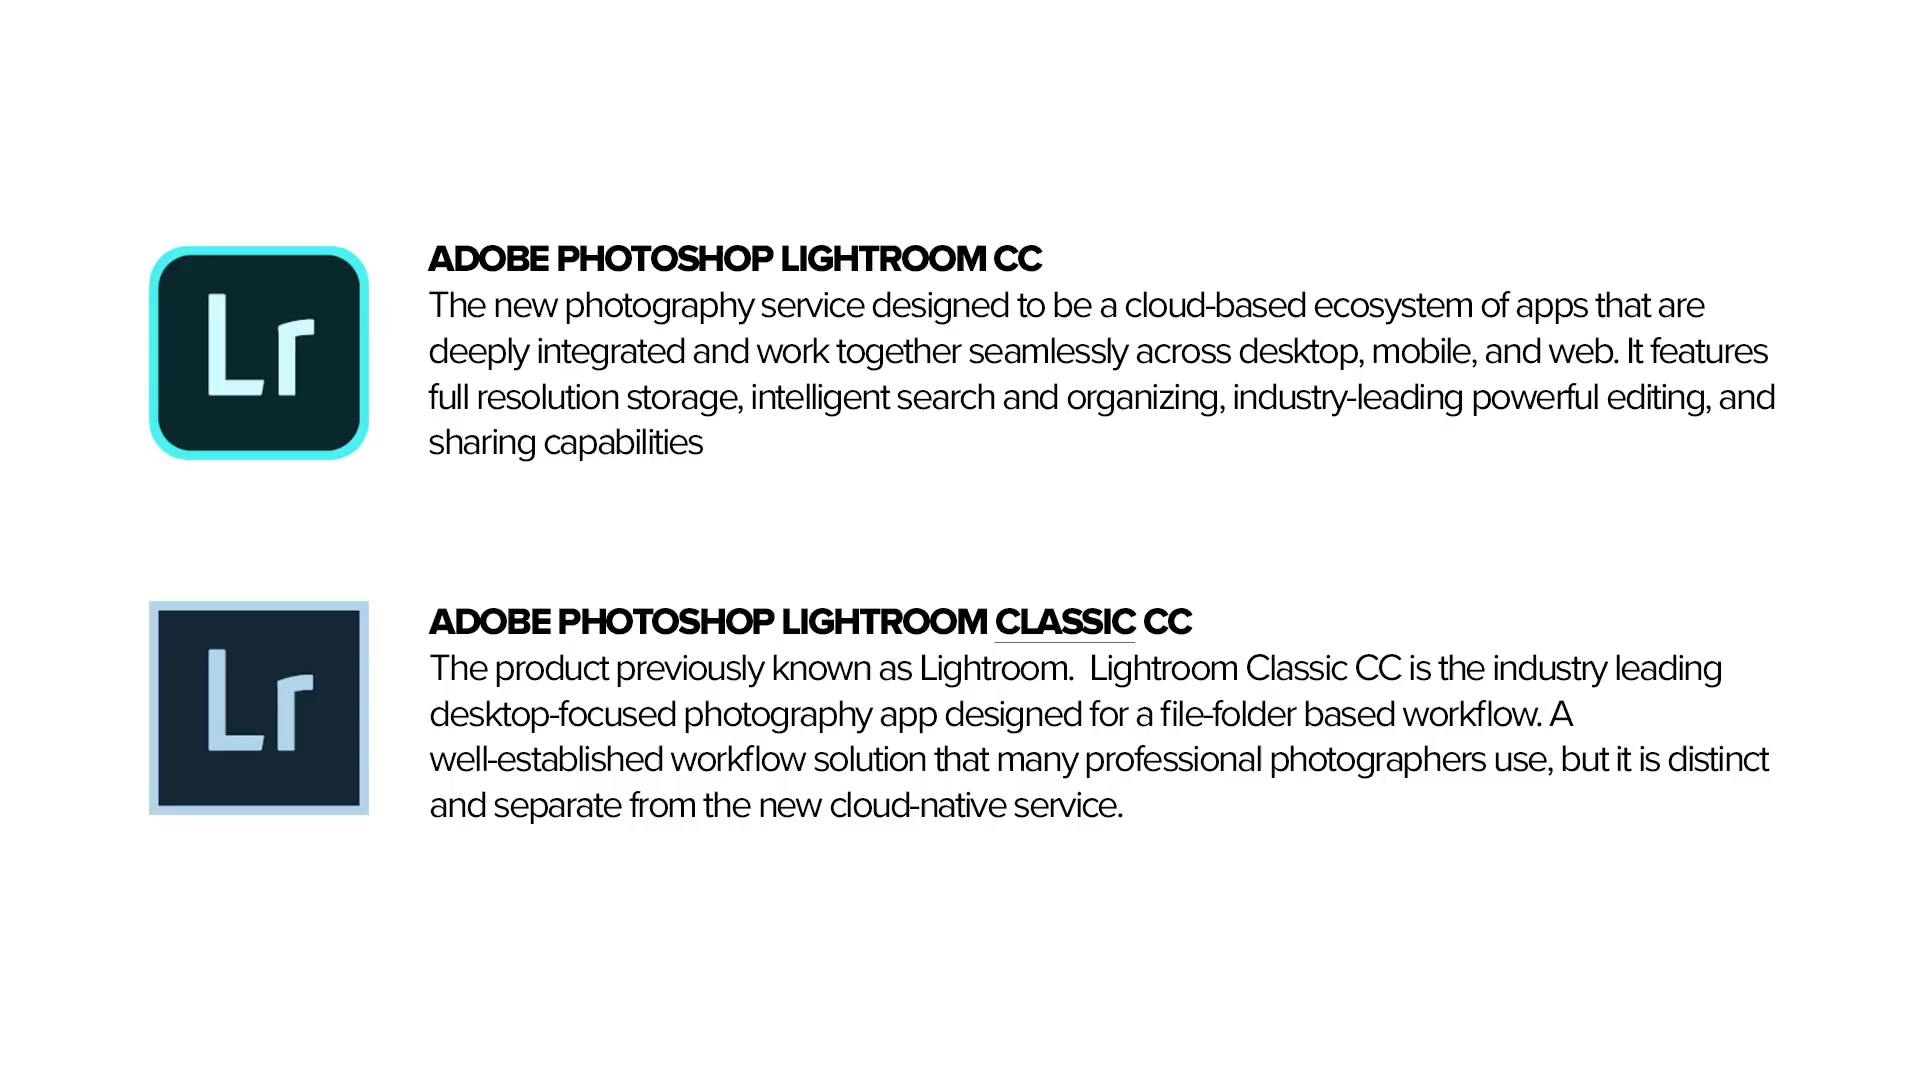 Lr
ADOBE PHOTOSHOP LIGHTROOM CC
The new photography service designed to be a cloud-based ecosystem of apps that are
deeply integrated and work together seamlessly across desktop, mobile, and web. It features
full resolution storage, intelligent search and organizing, industry-leading powerful editing, and
sharing capabilities
Lr
ADOBE PHOTOSHOP LIGHTROOM CLASSIC CC
The product previously known as Lightroom.  Lightroom Classic CC is the industry leading
desktop-focused photography app designed for a file-folder based workflow. A
well-established workflow solution that many professional photographers use, but it is distinct
and separate from the new cloud-native service.